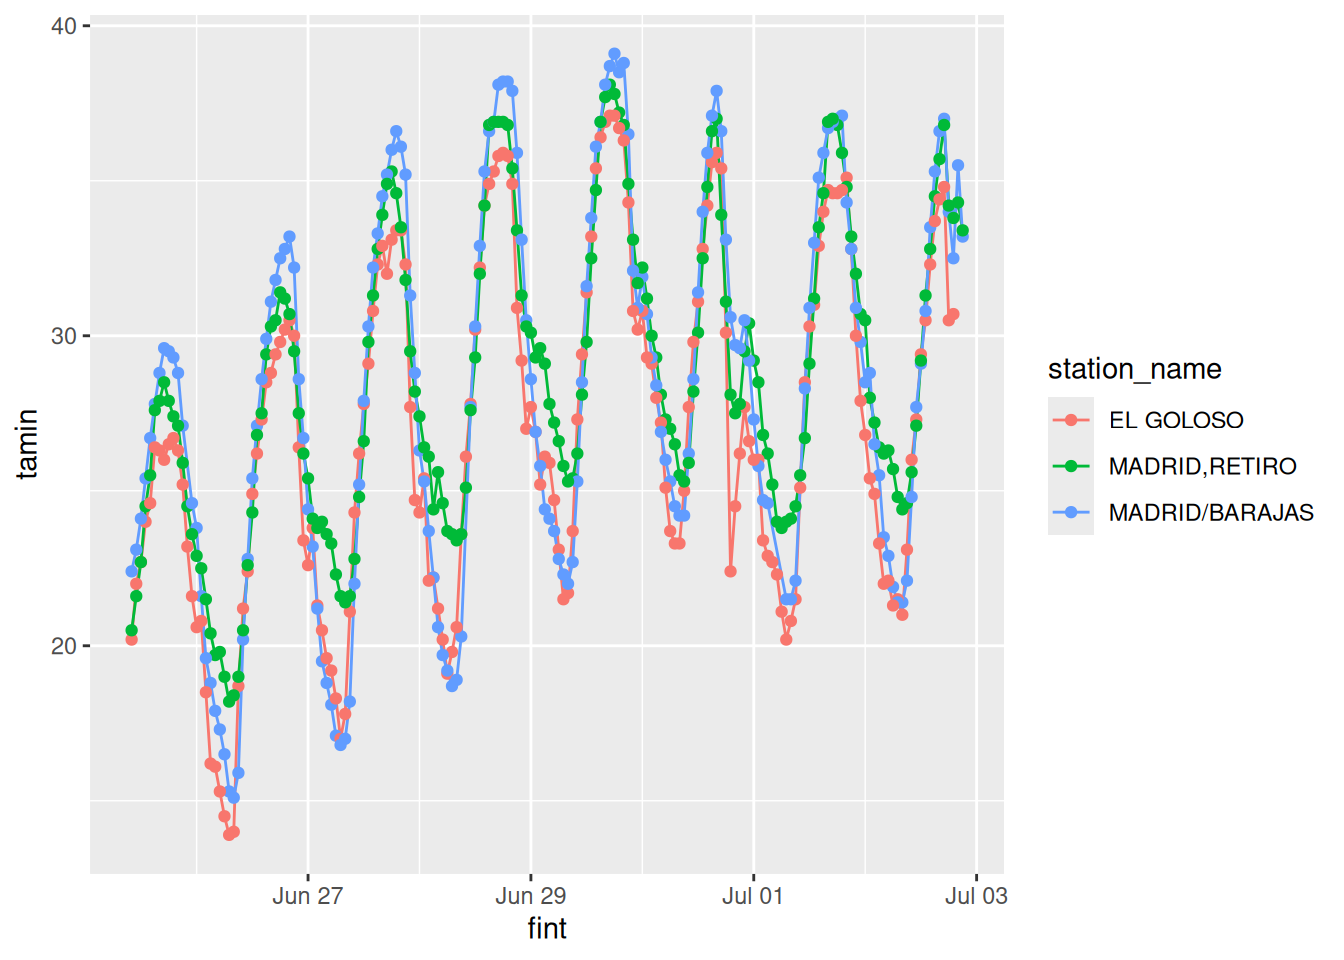 40
30
20
tamin
Jun 27
Jun 29
Jul 01
Jul 03
fint
station_name
EL GOLOSO
MADRID,RETIRO
MADRID/BARAJAS